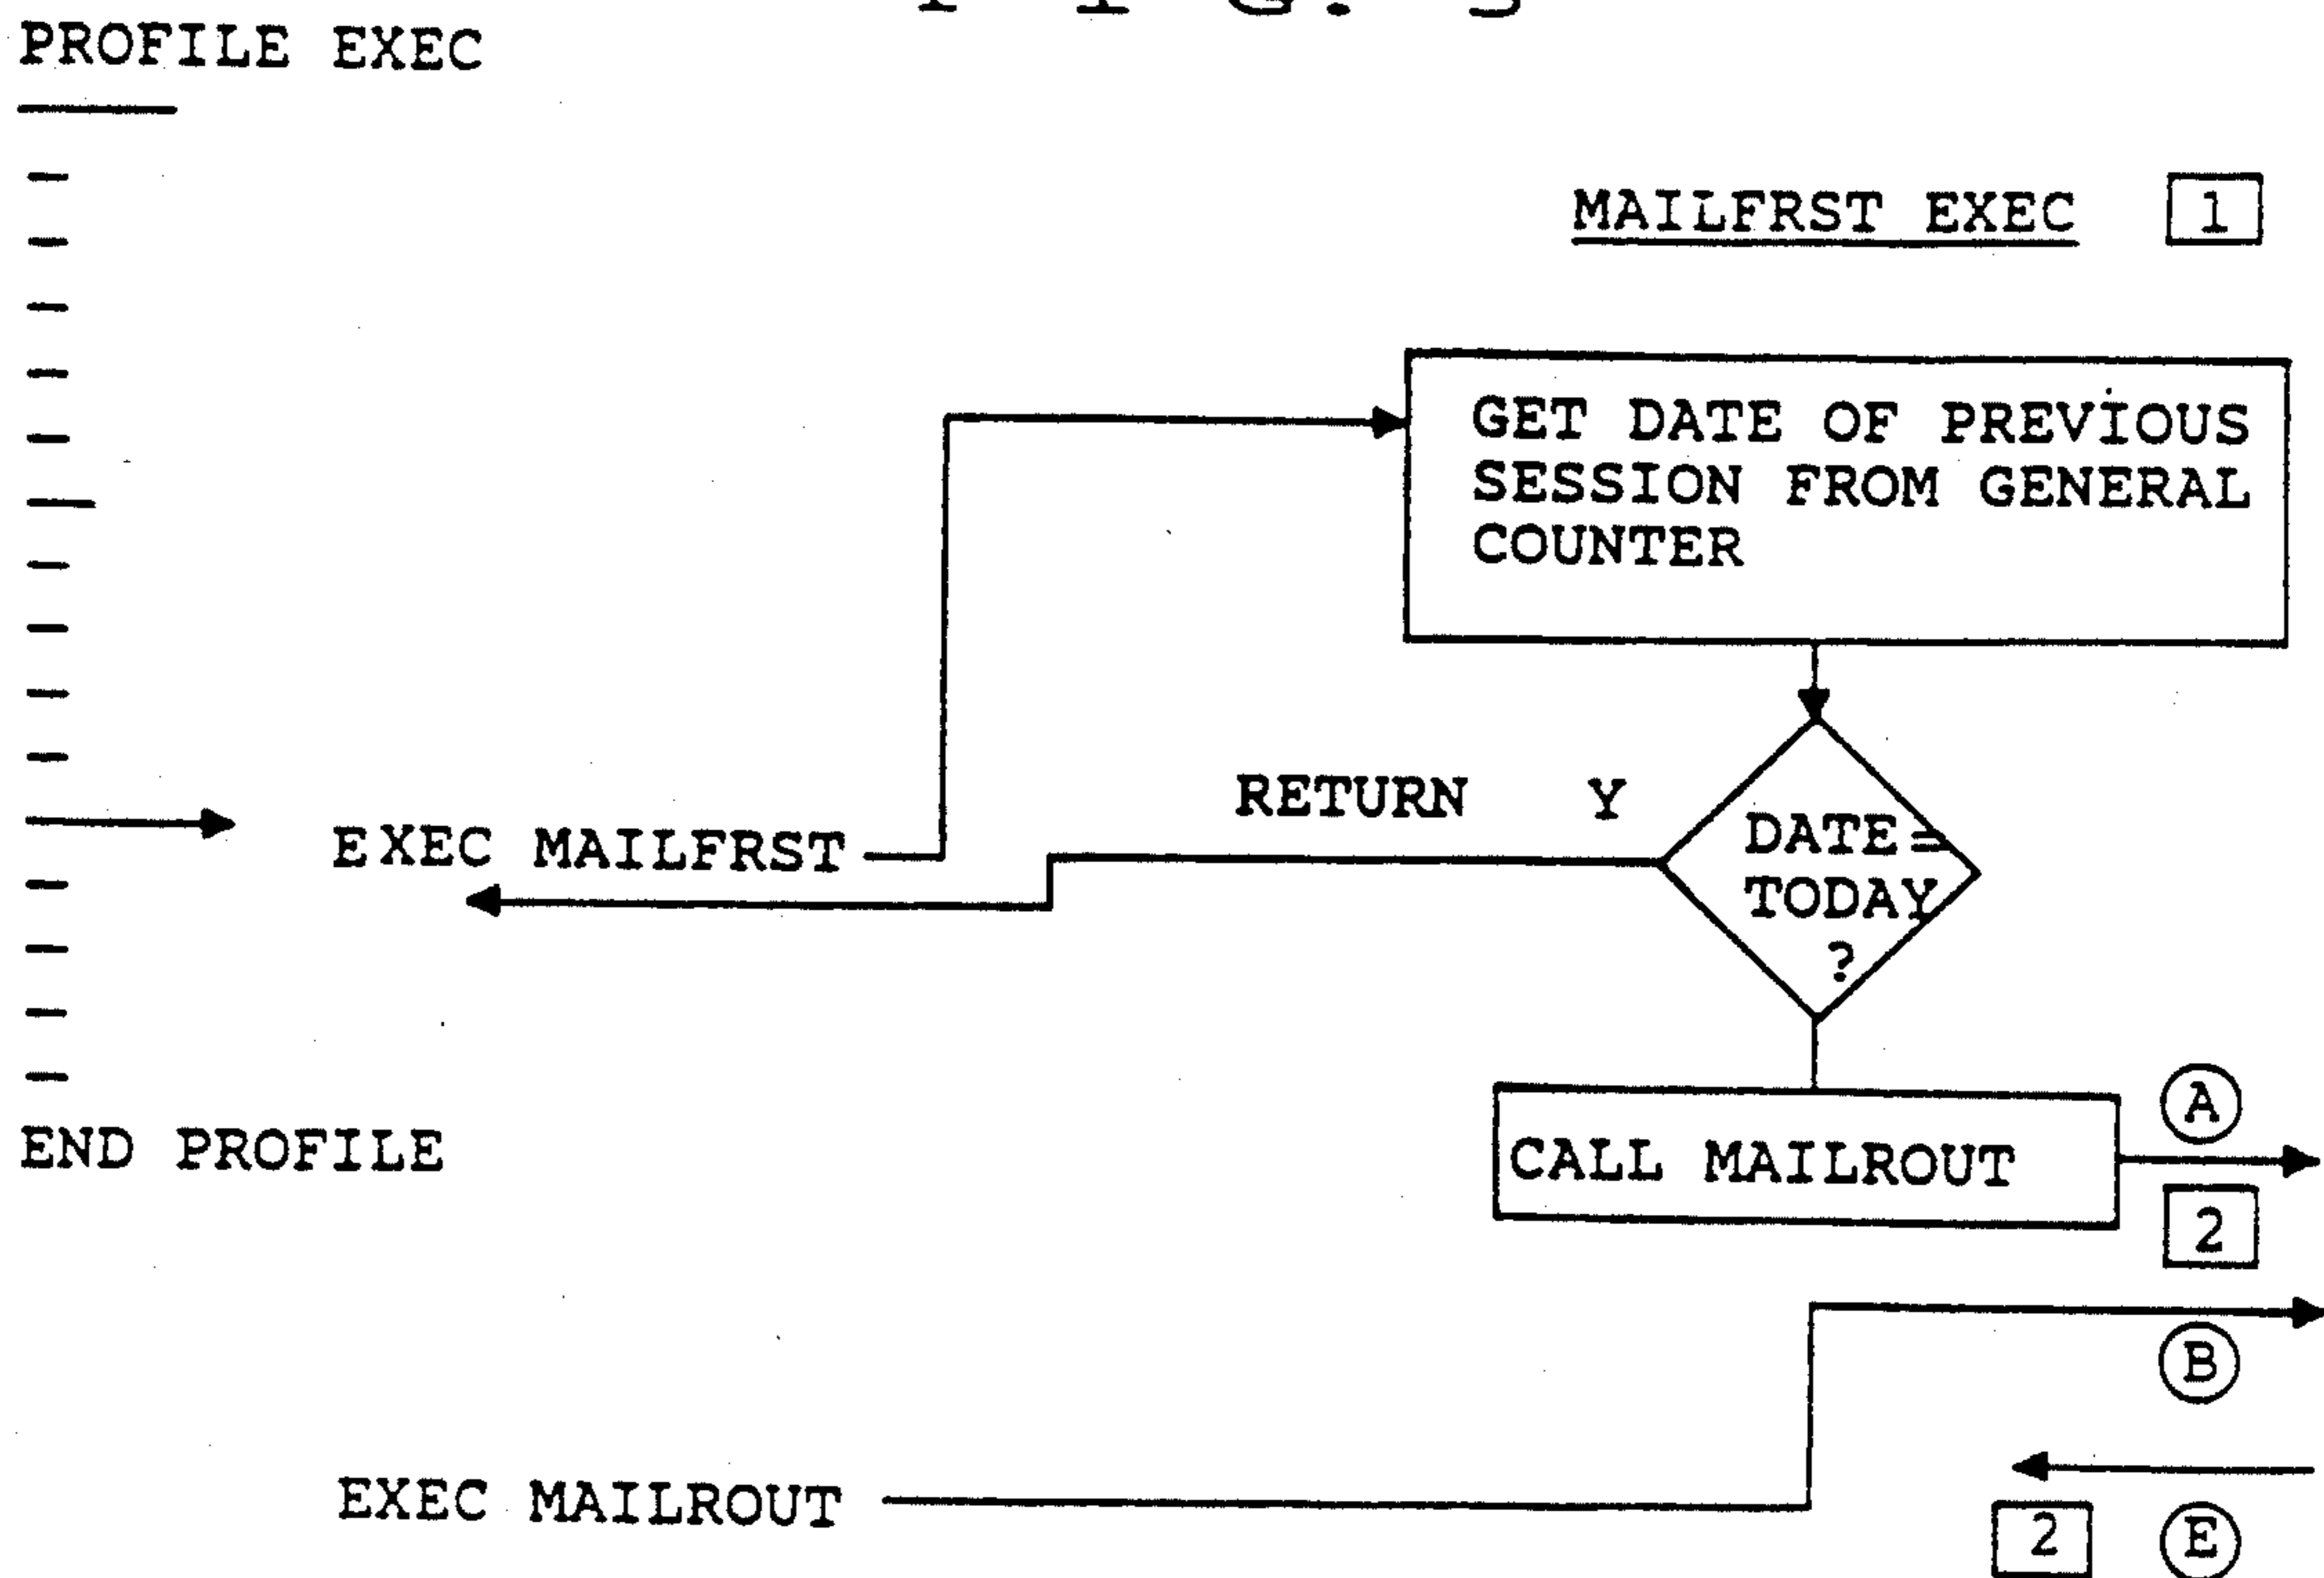 PROFILE EXEC
MAILFRST EXEC 1
GET DATE OF PREVIOUS
SESSION FROM GENERAL
COUNTER
RETURN Y
DATE =
TODAY
?
EXEC MAILFRST
END PROFILE
CALL MAILROUT
A
2
B
EXEC MAILROUT
2 E